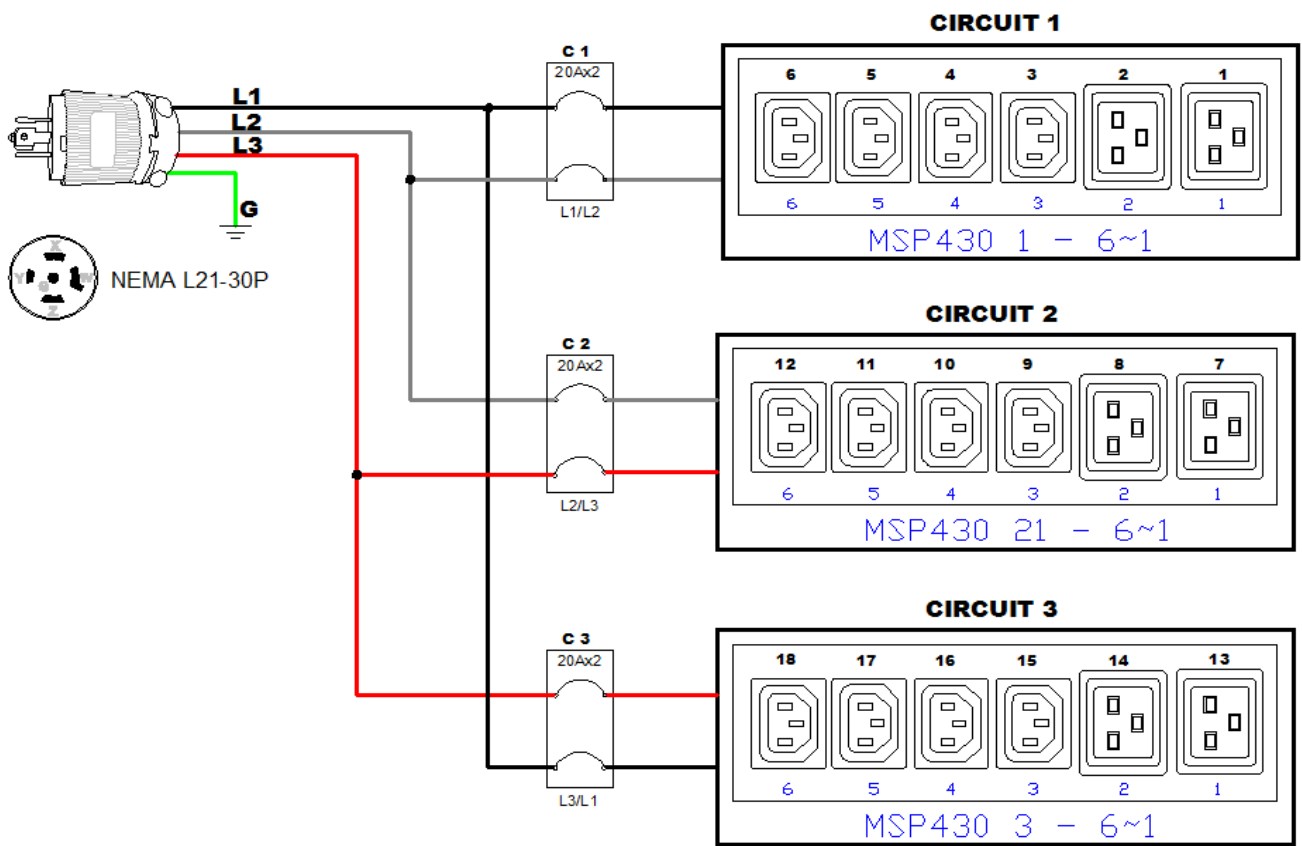 CIRCUIT 1
C 1
20Ax2
L1/L2
6 5 4 3 2 1
6 5 4 3 2 1
MSP430 1 - 6~1
L1
L2
L3
G
X
Y
W
G
Z
NEMA L21-30P
CIRCUIT 2
C 2
20Ax2
L2/L3
12 11 10 9 8 7
6 5 4 3 2 1
MSP430 21 - 6~1
CIRCUIT 3
C 3
20Ax2
L3/L1
18 17 16 15 14 13
6 5 4 3 2 1
MSP430 3 - 6~1